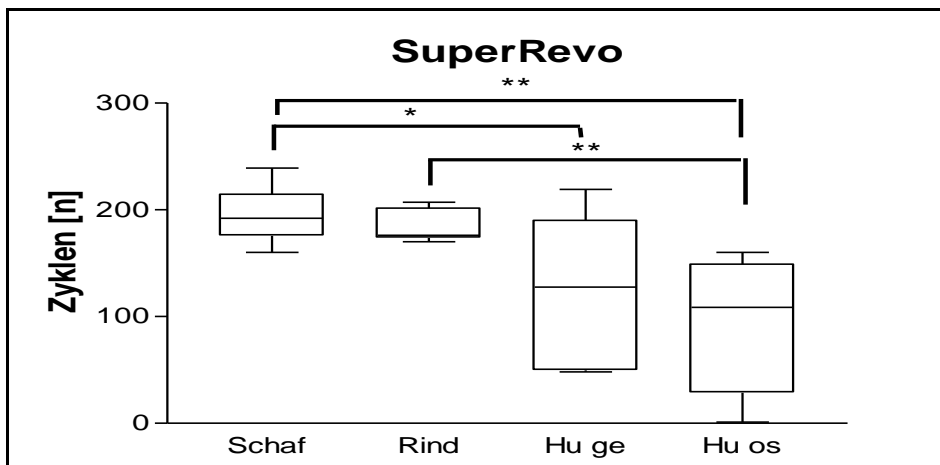 SuperRevo
**
300
*
**
200
Zyklen [n]
100
0
Schaf Rind Hu ge Hu os